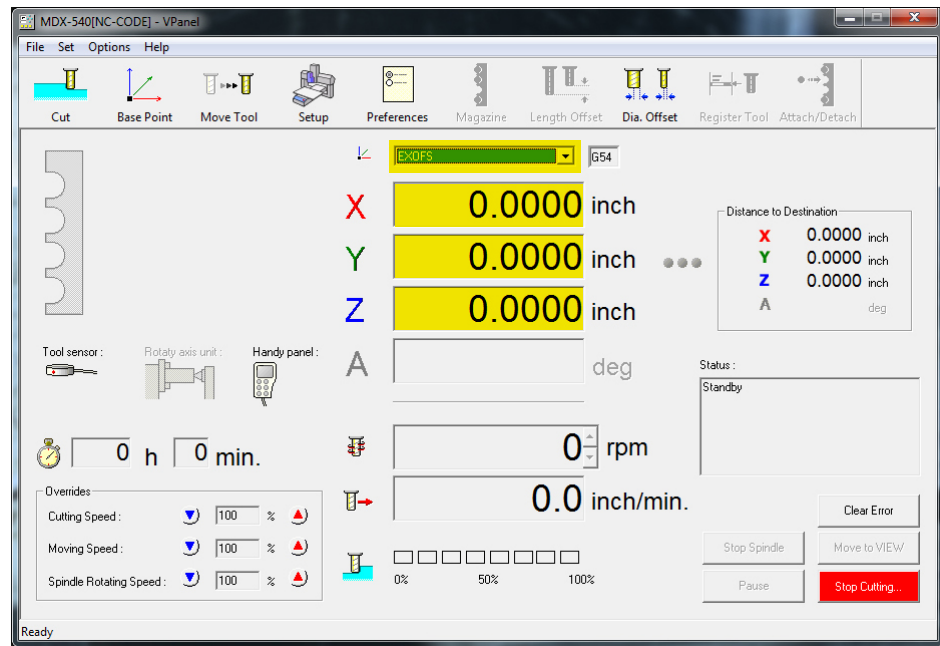 MDX-540[NC-CODE] - VPanel
File Set Options Help
Cut Base Point Move Tool Setup Preferences Magazine Length Offset Dia. Offset Register Tool Attach/Detach
EXOFS G54
X 0.0000 inch
Y 0.0000 inch
Z 0.0000 inch
A deg
Distance to Destination
X 0.0000 inch
Y 0.0000 inch
Z 0.0000 inch
A deg
Tool sensor : Rotaty axis unit : Handy panel :
Status :
Standby
0 h 0 min.
0 rpm
0.0 inch/min.
0% 50% 100%
Overrides
Cutting Speed : 100 %
Moving Speed : 100 %
Spindle Rotating Speed : 100 %
Clear Error
Stop Spindle Move to VIEW
Pause Stop Cutting...
Ready